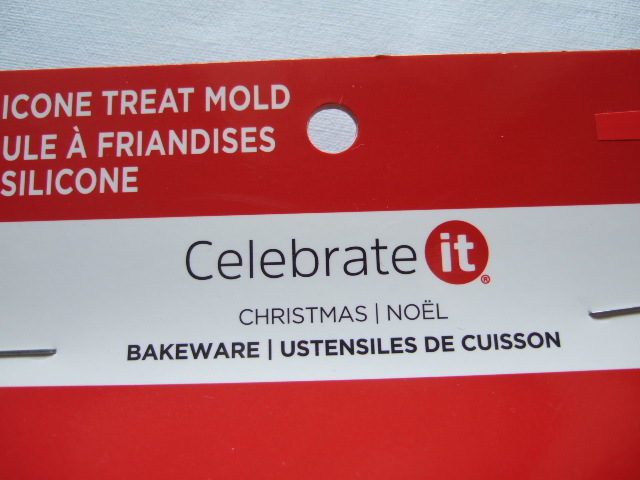 ICONE TREAT MOLD
ULE À FRIANDISES
SILICONE
Celebrate it®
CHRISTMAS | NOËL
BAKEWARE | USTENSILES DE CUISSON